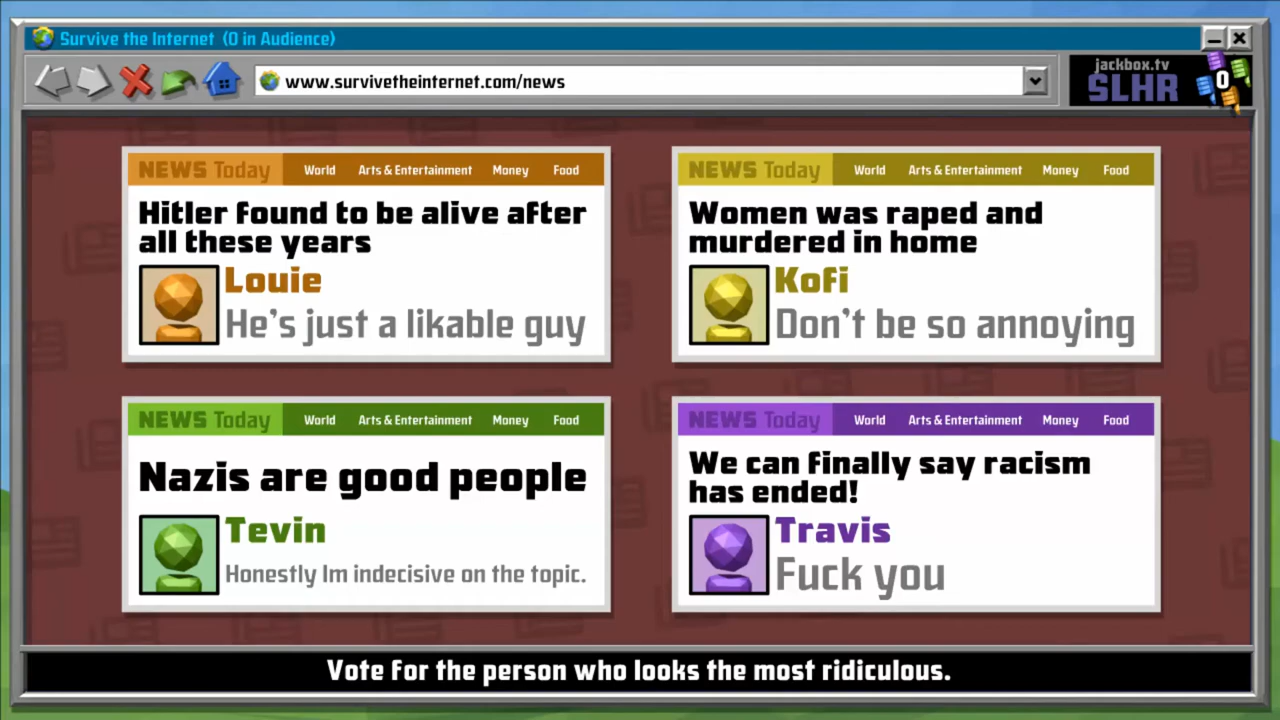 Survive the Internet (0 in Audience)
www.survivetheinternet.com/news
jackbox.tv
SLHR
0
NEWS Today World Arts & Entertainment Money Food
Hitler found to be alive after
all these years
Louie
He's just a likable guy
NEWS Today World Arts & Entertainment Money Food
Women was raped and
murdered in home
Kofi
Don't be so annoying
NEWS Today World Arts & Entertainment Money Food
Nazis are good people
Tevin
Honestly Im indecisive on the topic.
NEWS Today World Arts & Entertainment Money Food
We can finally say racism
has ended!
Travis
Fuck you
Vote for the person who looks the most ridiculous.